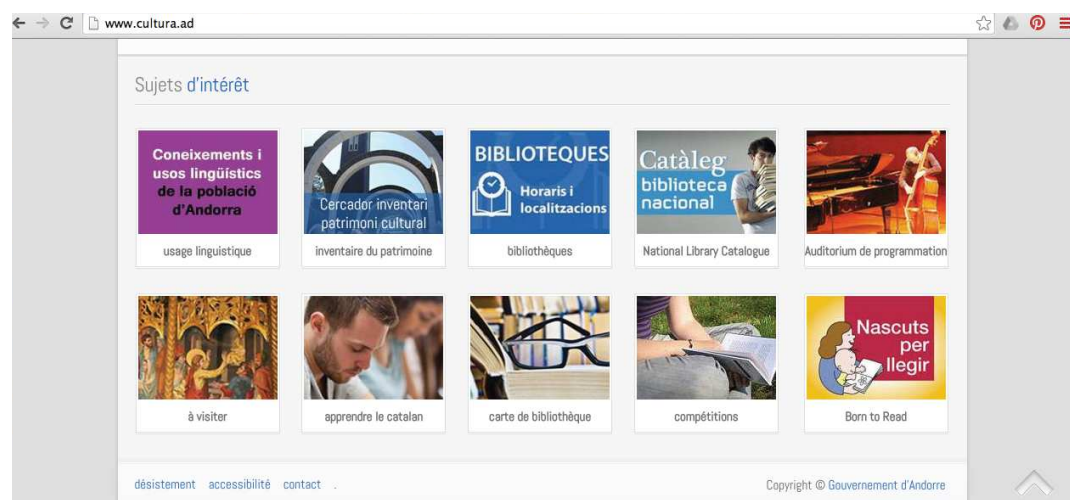 www.cultura.ad
Sujets d'intérêt
Coneixements i
usos lingüístics
de la població
d'Andorra
usage linguistique
Cercador inventari
patrimoni cultural
inventaire du patrimoine
BIBLIOTEQUES
Horaris i
localitzacions
bibliothèques
Catàleg
biblioteca
nacional
National Library Catalogue
Auditorium de programmation
à visiter
apprendre le catalan
carte de bibliothèque
compétitions
Nascuts
per
llegir
Born to Read
désistement accessibilité contact .
Copyright © Gouvernement d'Andorre